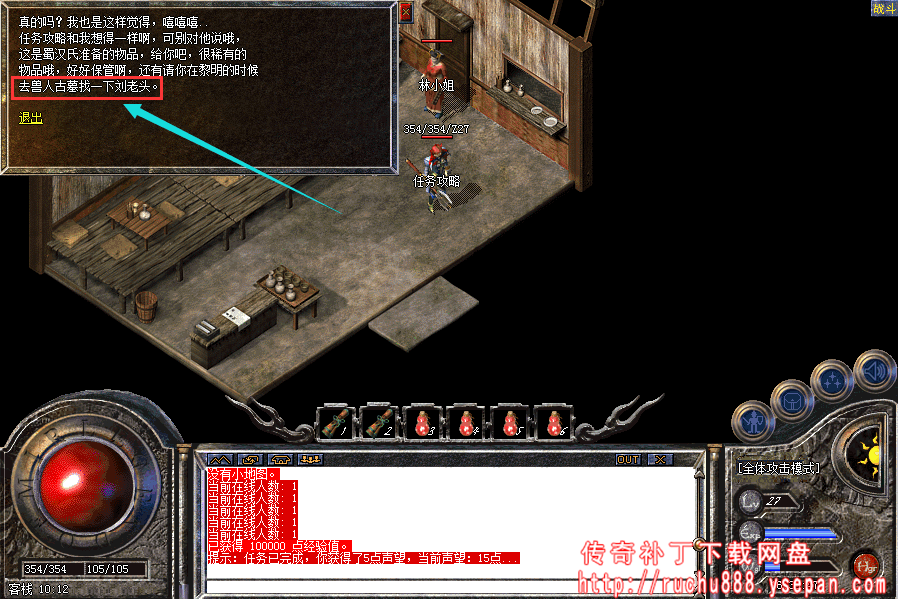 真的吗？我也是这样觉得，嘻嘻嘻..
任务攻略和我想得一样啊，可别对他说哦，
这是蜀汉氏准备的物品，给你吧，很稀有的
物品哦，好好保管啊，还有请你在黎明的时候
去兽人古墓找一下刘老头。
退出
战斗
林小姐
354/354/Z27
任务攻略
1 2 3 4 5 6
OUT
没有小地图。
当前在线人数: 1
当前在线人数: 1
当前在线人数: 1
当前在线人数: 1
当前在线人数: 1
已获得 100000 点经验值。
提示: 任务已完成，你获得了5点声望，当前声望: 15点...
[全体攻击模式]
Lv 27
Exp
354/354
105/105
客栈 10:12
传奇补丁下载网盘
http://ruchu888.ysepan.com